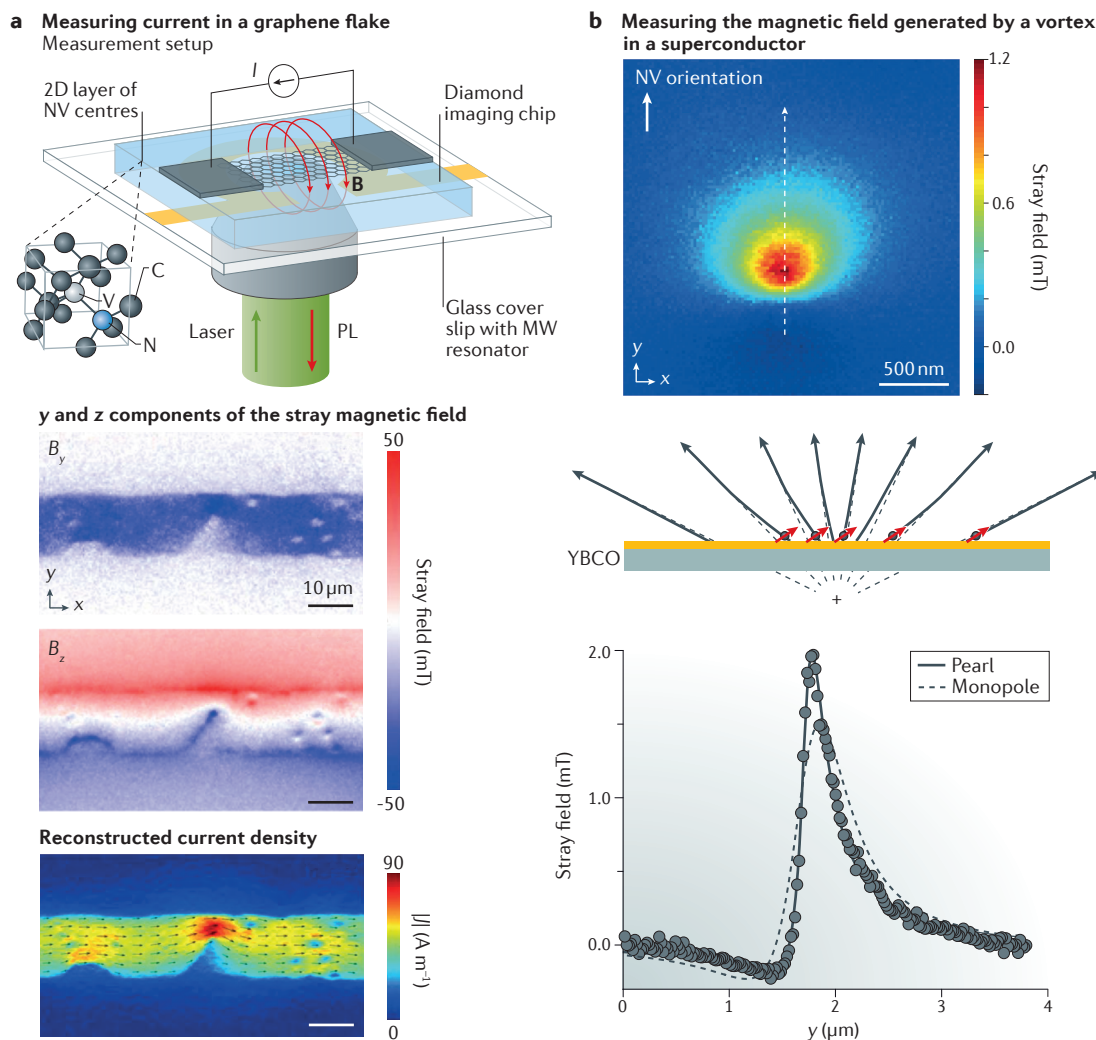 a Measuring current in a graphene flake
Measurement setup
I
2D layer of
NV centres
Diamond
imaging chip
B
C
V
N
Laser
PL
Glass cover
slip with MW
resonator
y and z components of the stray magnetic field
B_y
y
x
10 µm
B_z
50
Stray field (mT)
-50
Reconstructed current density
90
|J| (A m⁻¹)
0
b Measuring the magnetic field generated by a vortex
in a superconductor
NV orientation
y
x
500 nm
1.2
0.6
0.0
Stray field (mT)
YBCO
+
Pearl
Monopole
2.0
1.0
0.0
Stray field (mT)
0 1 2 3 4
y (µm)